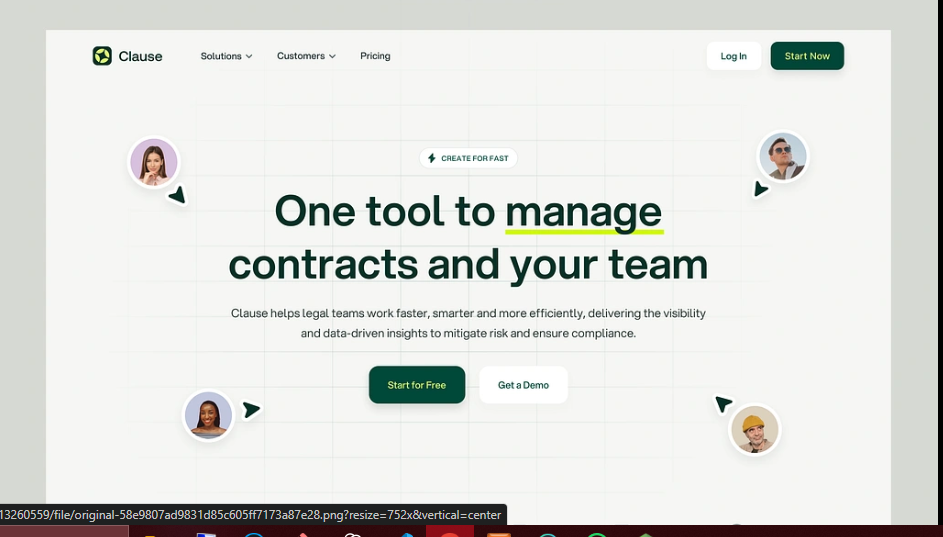 Clause
Solutions
Customers
Pricing
Log In
Start Now
CREATE FOR FAST
One tool to manage
contracts and your team
Clause helps legal teams work faster, smarter and more efficiently, delivering the visibility
and data-driven insights to mitigate risk and ensure compliance.
Start for Free
Get a Demo
13260559/file/original-58e9807ad9831d85c605ff7173a87e28.png?resize=752x&vertical=center